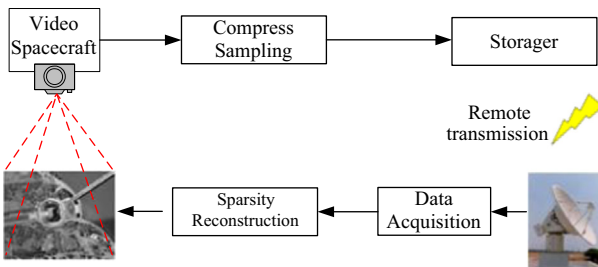 Video
Spacecraft
Compress
Sampling
Storager
Remote
transmission
Sparsity
Reconstruction
Data
Acquisition